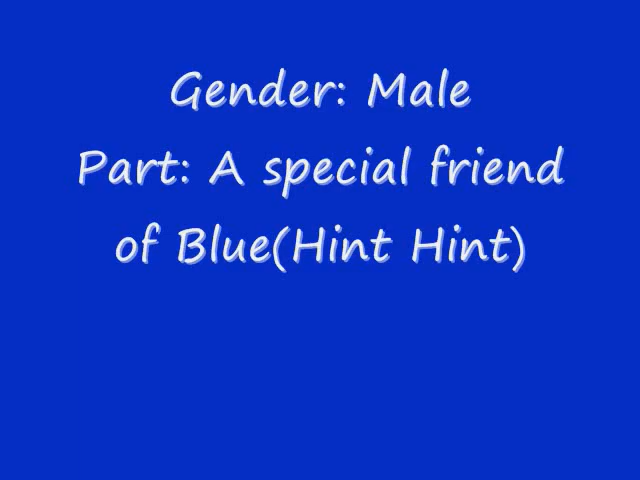 Gender: Male
Part: A special friend
of Blue(Hint Hint)